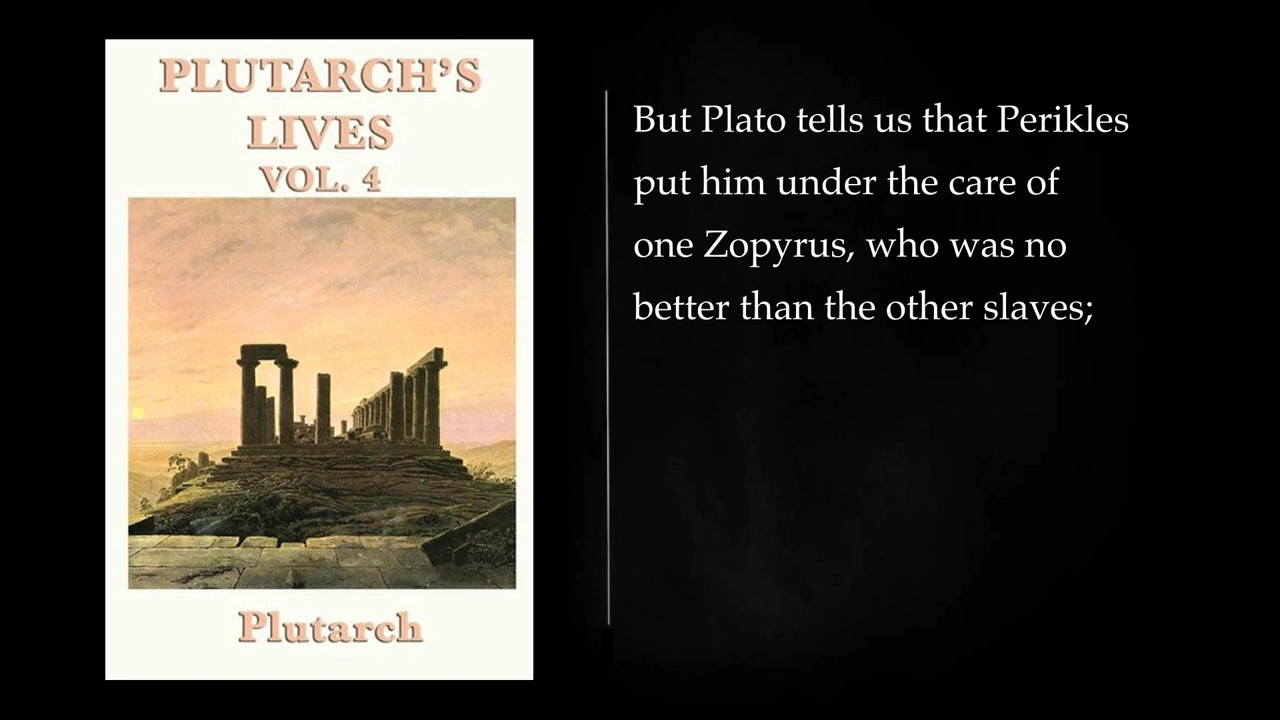 PLUTARCH'S
LIVES
VOL. 4
Plutarch
But Plato tells us that Perikles
put him under the care of
one Zopyrus, who was no
better than the other slaves;